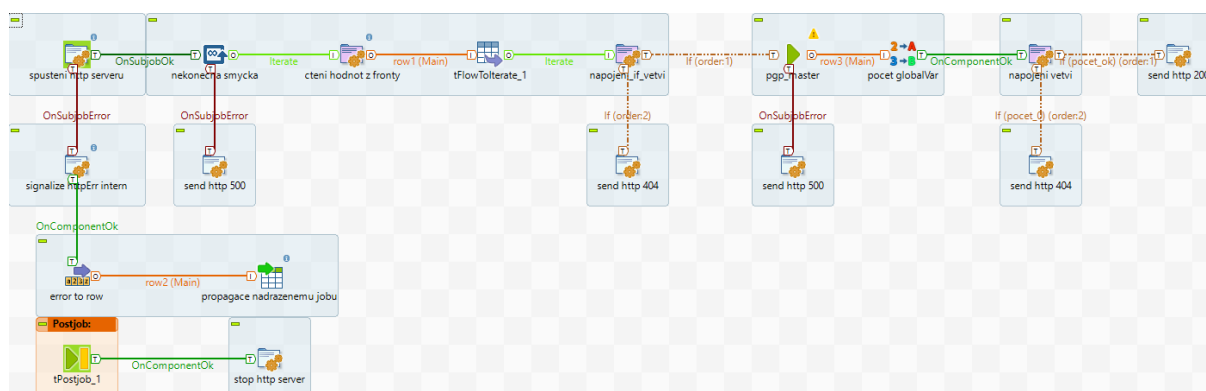 OnSubjobOk
Iterate
row1 (Main)
Iterate
If (order:1)
row3 (Main)
OnComponentOk
If (pocet_ok) (order:1)
spusteni http serveru
nekonecna smycka
cteni hodnot z fronty
tFlowToIterate_1
napojeni_if_vetvi
pgp_master
pocet globalVar
napojeni vetvi
send http 200
OnSubjobError
OnSubjobError
If (order:2)
OnSubjobError
If (pocet_0) (order:2)
signalize httpErr intern
send http 500
send http 404
send http 500
send http 404
OnComponentOk
row2 (Main)
error to row
propagace nadrazenemu jobu
Postjob:
OnComponentOk
tPostjob_1
stop http server